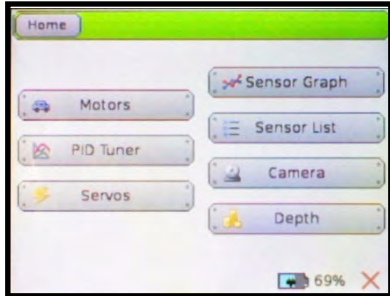 Home
Motors
PID Tuner
Servos
Sensor Graph
Sensor List
Camera
Depth
69%